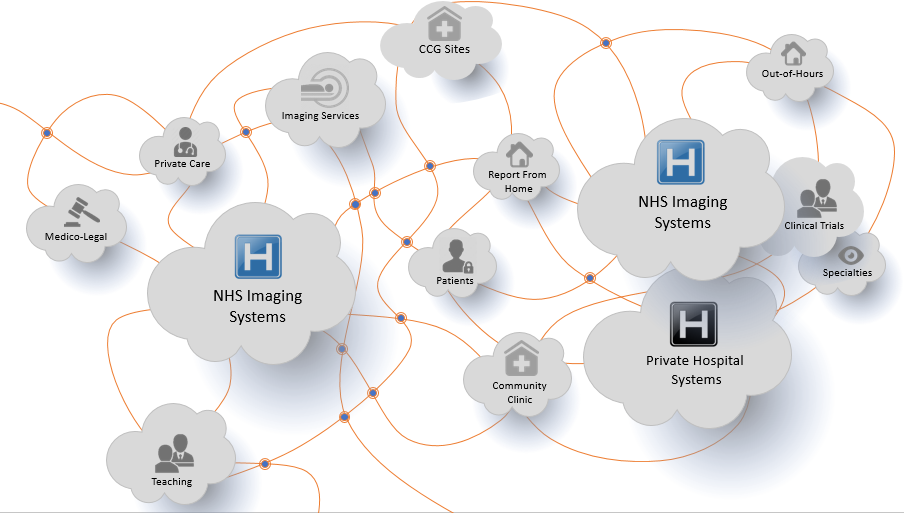 CCG Sites
Out-of-Hours
Imaging Services
Private Care
Report From
Home
H
NHS Imaging
Systems
Clinical Trials
Medico-Legal
H
NHS Imaging
Systems
Patients
Specialties
H
Private Hospital
Systems
Community
Clinic
Teaching